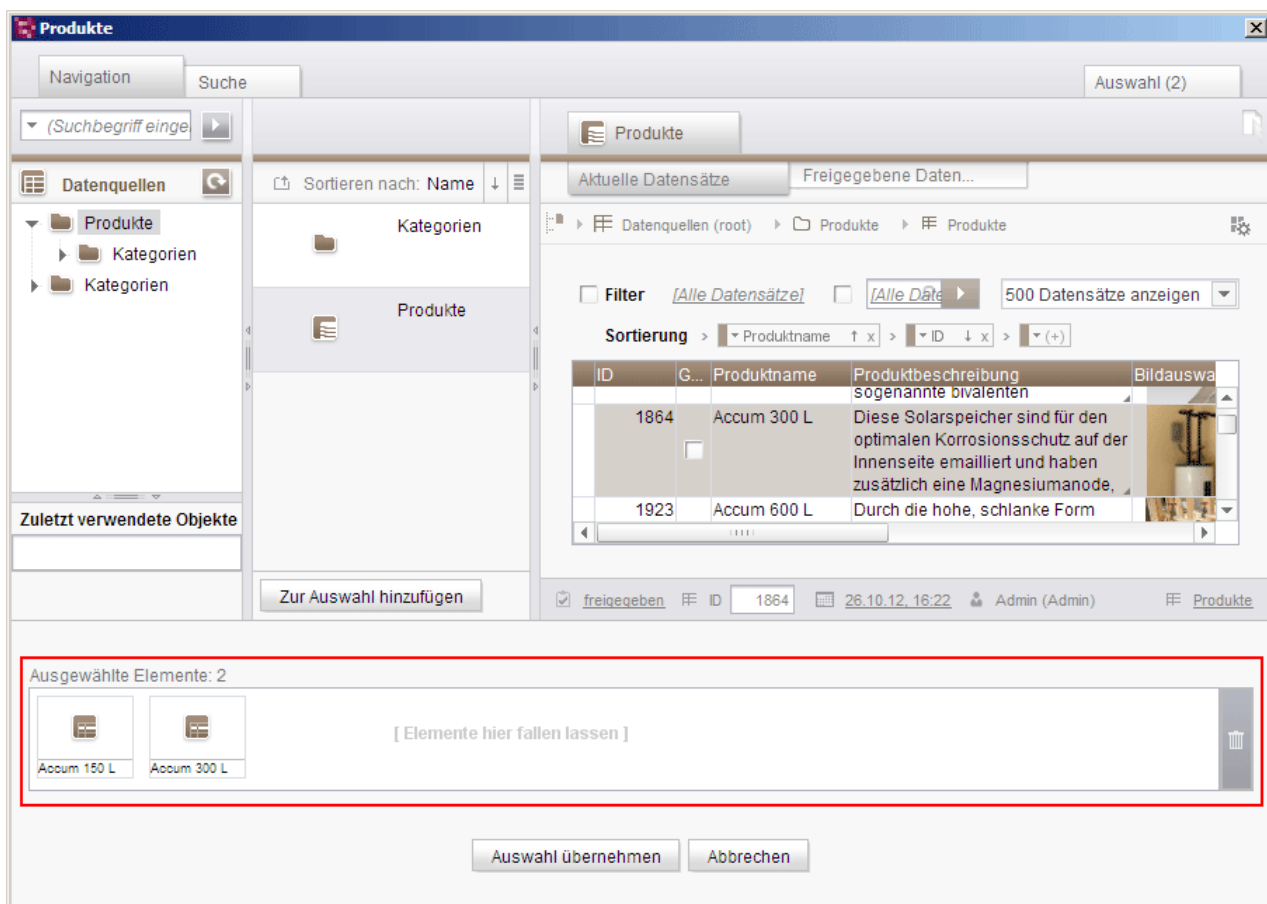 Produkte
Navigation
Suche
Auswahl (2)
(Suchbegriff einge
Produkte
Datenquellen
Sortieren nach: Name
Aktuelle Datensätze
Freigegebene Daten...
Produkte
Kategorien
Kategorien
Kategorien
Produkte
Datenquellen (root) Produkte Produkte
Filter [Alle Datensätze] [Alle Date 500 Datensätze anzeigen
Sortierung > Produktname ↑ x > ID ↓ x > (+)
ID G... Produktname Produktbeschreibung Bildauswa
sogenannte bivalenten
1864 Accum 300 L Diese Solarspeicher sind für den
optimalen Korrosionsschutz auf der
Innenseite emailliert und haben
zusätzlich eine Magnesiumanode,
1923 Accum 600 L Durch die hohe, schlanke Form
Zuletzt verwendete Objekte
Zur Auswahl hinzufügen
freigegeben ID 1864 26.10.12, 16:22 Admin (Admin) Produkte
Ausgewählte Elemente: 2
[ Elemente hier fallen lassen ]
Accum 150 L
Accum 300 L
Auswahl übernehmen
Abbrechen